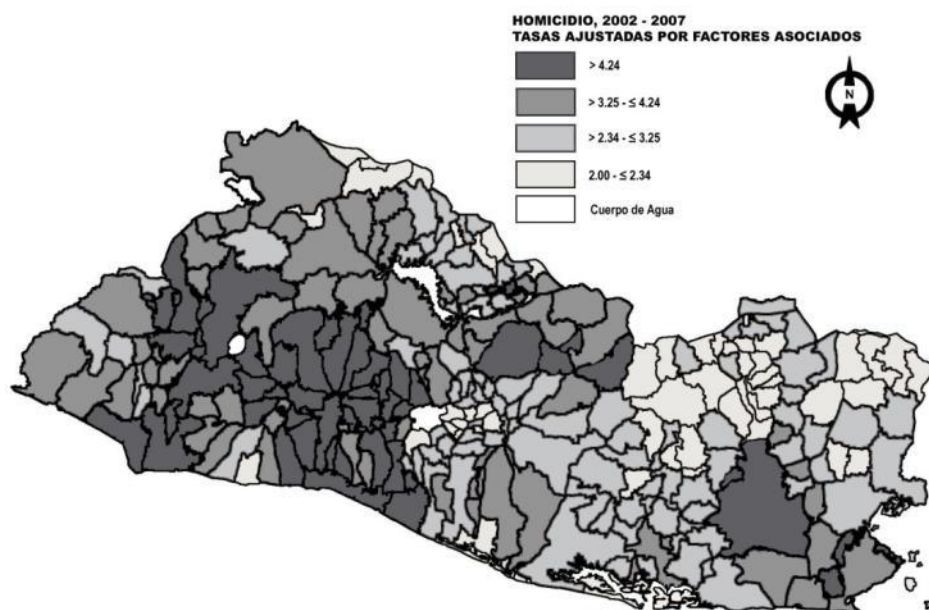 HOMICIDIO, 2002 - 2007
TASAS AJUSTADAS POR FACTORES ASOCIADOS
> 4.24
> 3.25 - ≤ 4.24
> 2.34 - ≤ 3.25
2.00 - ≤ 2.34
Cuerpo de Agua
N